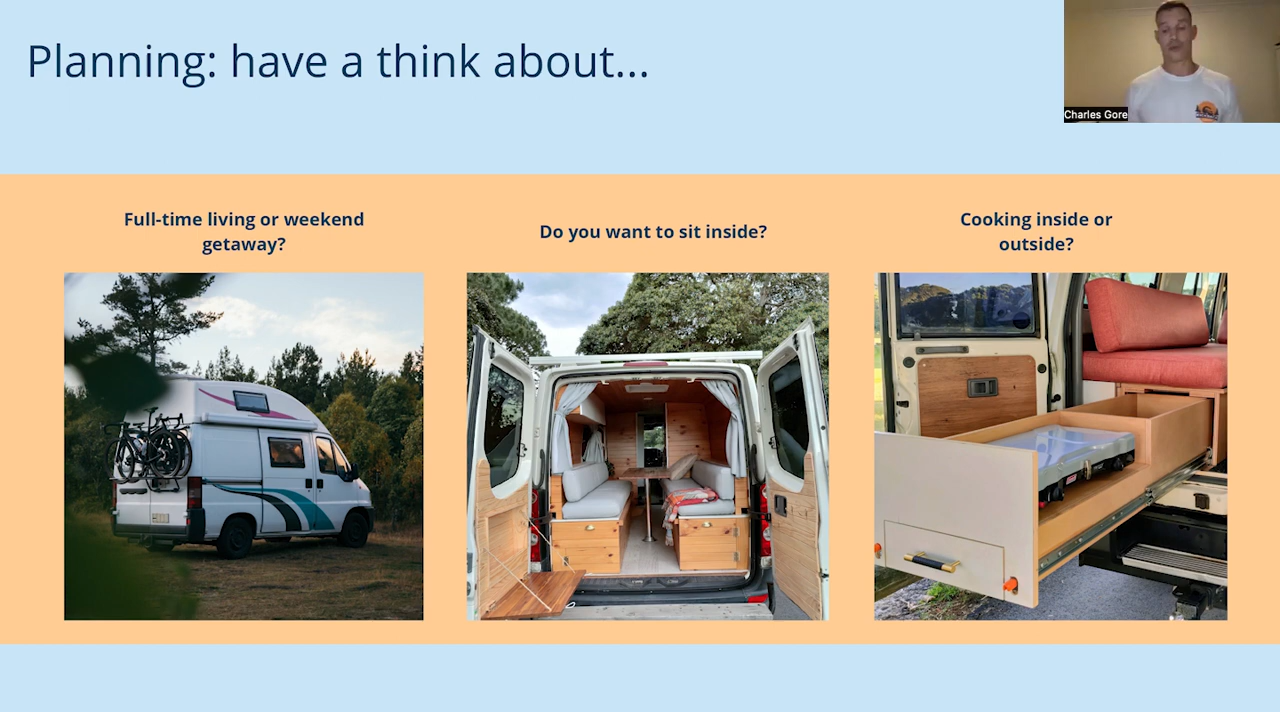 Planning: have a think about...
Charles Gore
Full-time living or weekend
getaway?
Do you want to sit inside?
Cooking inside or
outside?